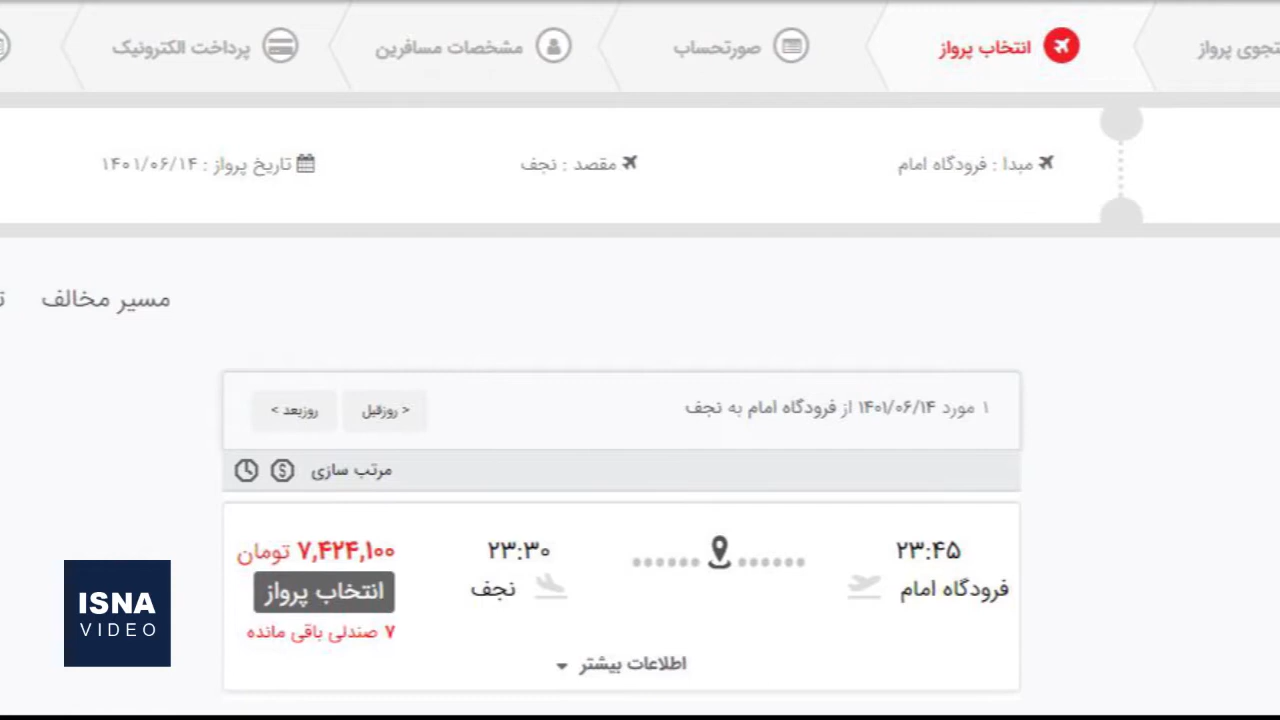 جوی پرواز
انتخاب پرواز
صورتحساب
مشخصات مسافرین
پرداخت الکترونیک
مبدا : فرودگاه امام
مقصد : نجف
تاریخ پرواز : ۱۴۰۱/۰۶/۱۴
مسیر مخالف
۱ مورد ۱۴۰۱/۰۶/۱۴ از فرودگاه امام به نجف
< روزقبل
روزبعد >
مرتب سازی
۲۳:۴۵
۲۳:۳۰
۷,۴۲۴,۱۰۰ تومان
فرودگاه امام
نجف
انتخاب پرواز
۷ صندلی باقی مانده
اطلاعات بیشتر
ISNA
VIDEO